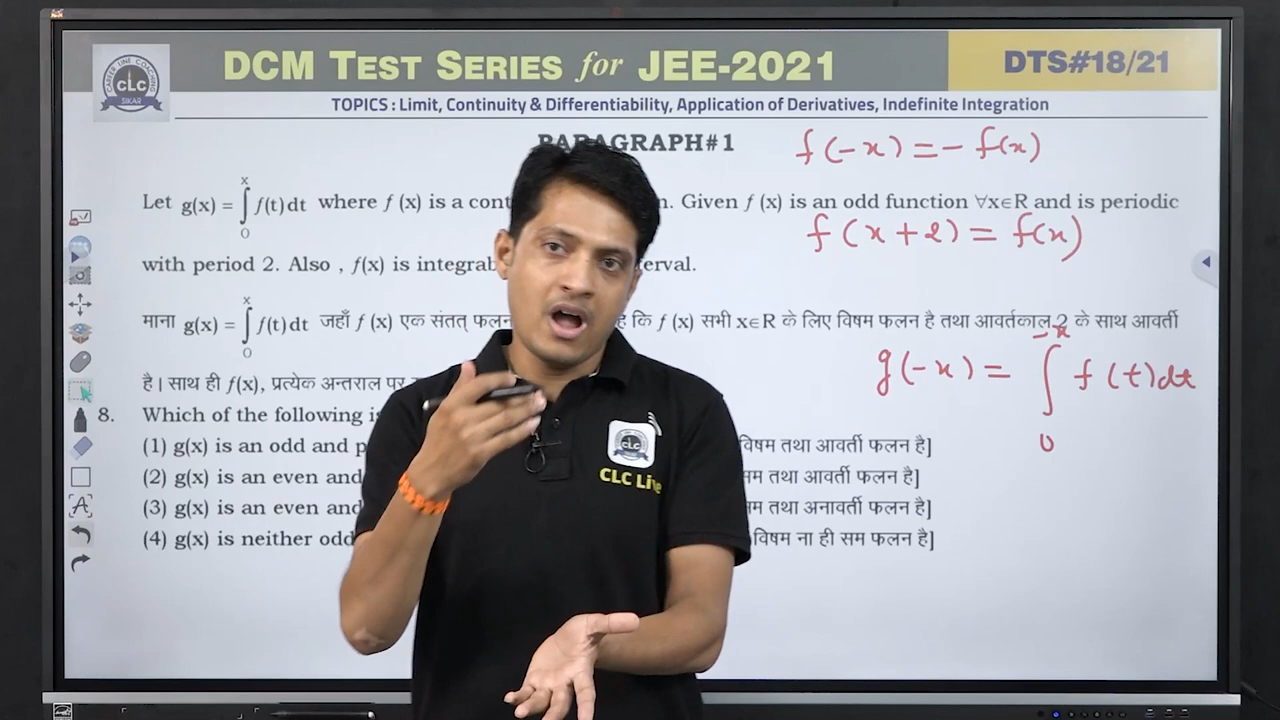 DCM TEST SERIES for JEE-2021
DTS#18/21
CLC
SIKAR
TOPICS : Limit, Continuity & Differentiability, Application of Derivatives, Indefinite Integration
PARAGRAPH#1
f(-x) = - f(x)
Let g(x) = ∫₀ˣ f(t) dt where f (x) is a cont n. Given f (x) is an odd function ∀x∈R and is periodic
f(x+2) = f(x)
with period 2. Also , f(x) is integrab erval.
माना g(x) = ∫₀ˣ f(t) dt जहाँ f (x) एक संतत् फलन है कि f (x) सभी x∈R के लिए विषम फलन है तथा आवर्तकाल 2 के साथ आवर्ती
g(-x) = ∫₀⁻ˣ f(t)dt
है। साथ ही f(x), प्रत्येक अन्तराल पर
8. Which of the following i
(1) g(x) is an odd and p विषम तथा आवर्ती फलन है]
(2) g(x) is an even and म तथा आवर्ती फलन है]
(3) g(x) is an even and म तथा अनावर्ती फलन है]
(4) g(x) is neither odd विषम ना ही सम फलन है]
CLC
CLC Live